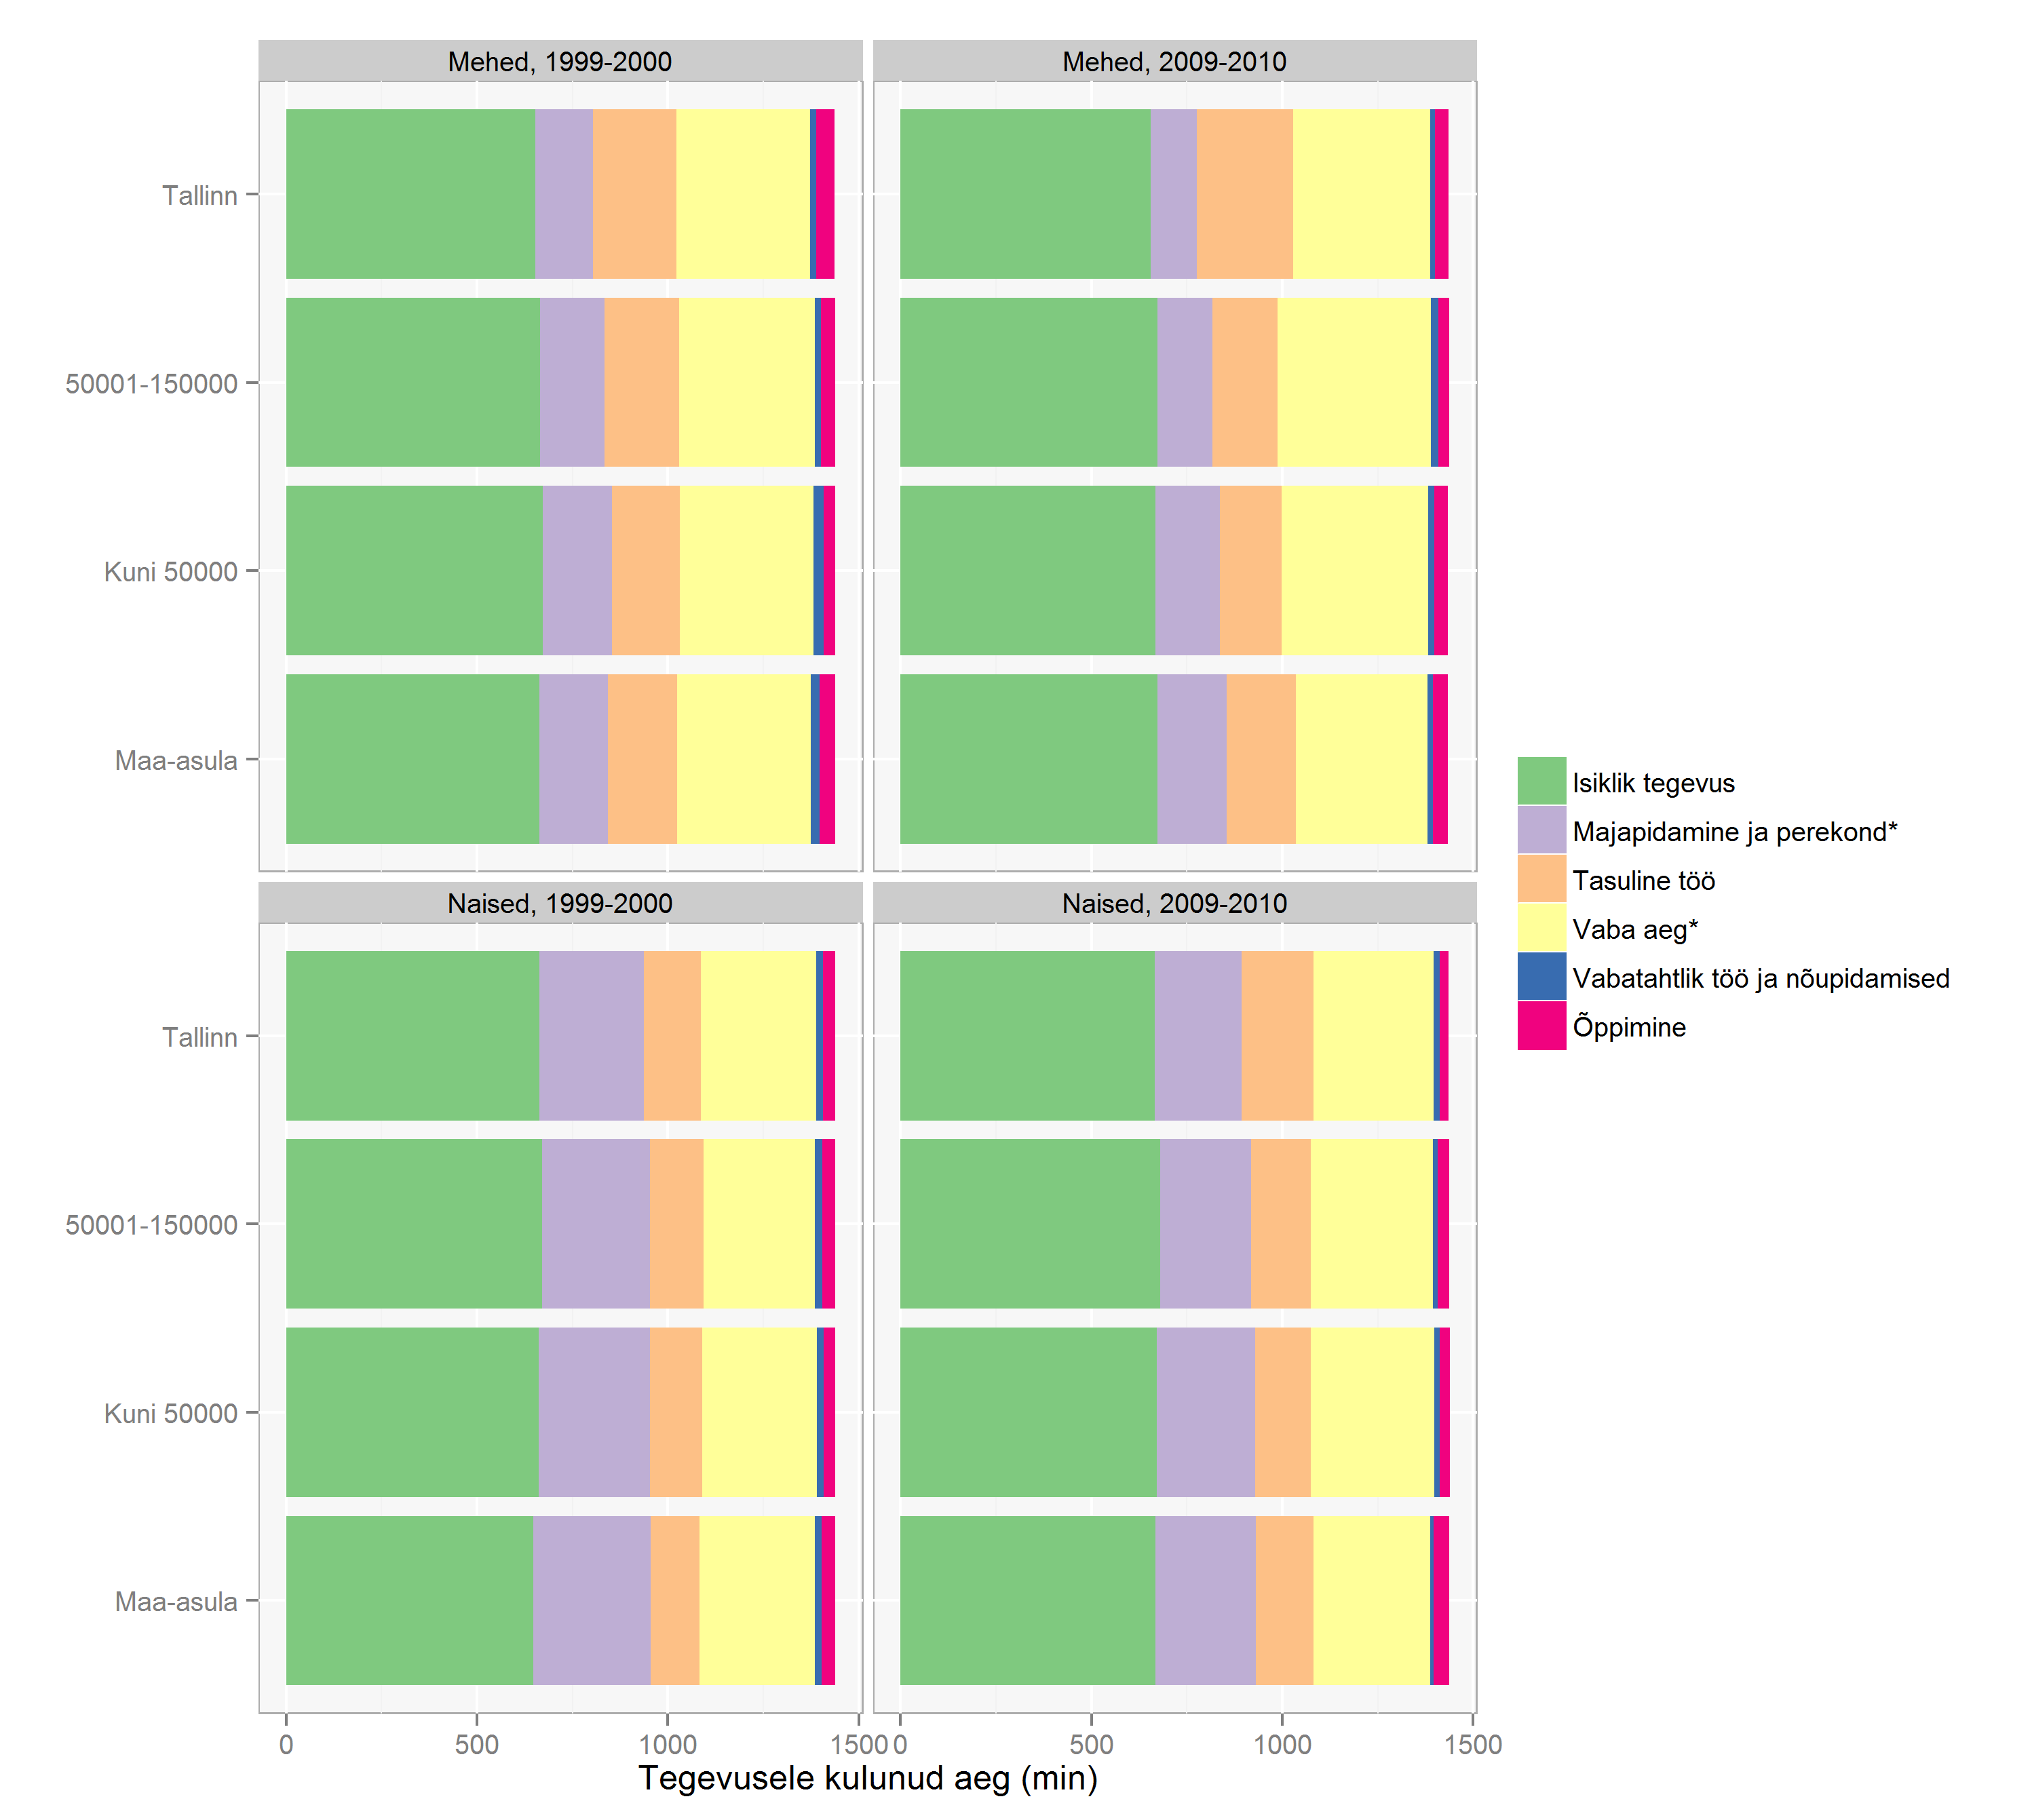 Mehed, 1999-2000
Mehed, 2009-2010
Tallinn
50001-150000
Kuni 50000
Maa-asula
Naised, 1999-2000
Naised, 2009-2010
Tallinn
50001-150000
Kuni 50000
Maa-asula
0 500 1000 1500
0 500 1000 1500
Tegevusele kulunud aeg (min)
Isiklik tegevus
Majapidamine ja perekond*
Tasuline töö
Vaba aeg*
Vabatahtlik töö ja nõupidamised
Õppimine